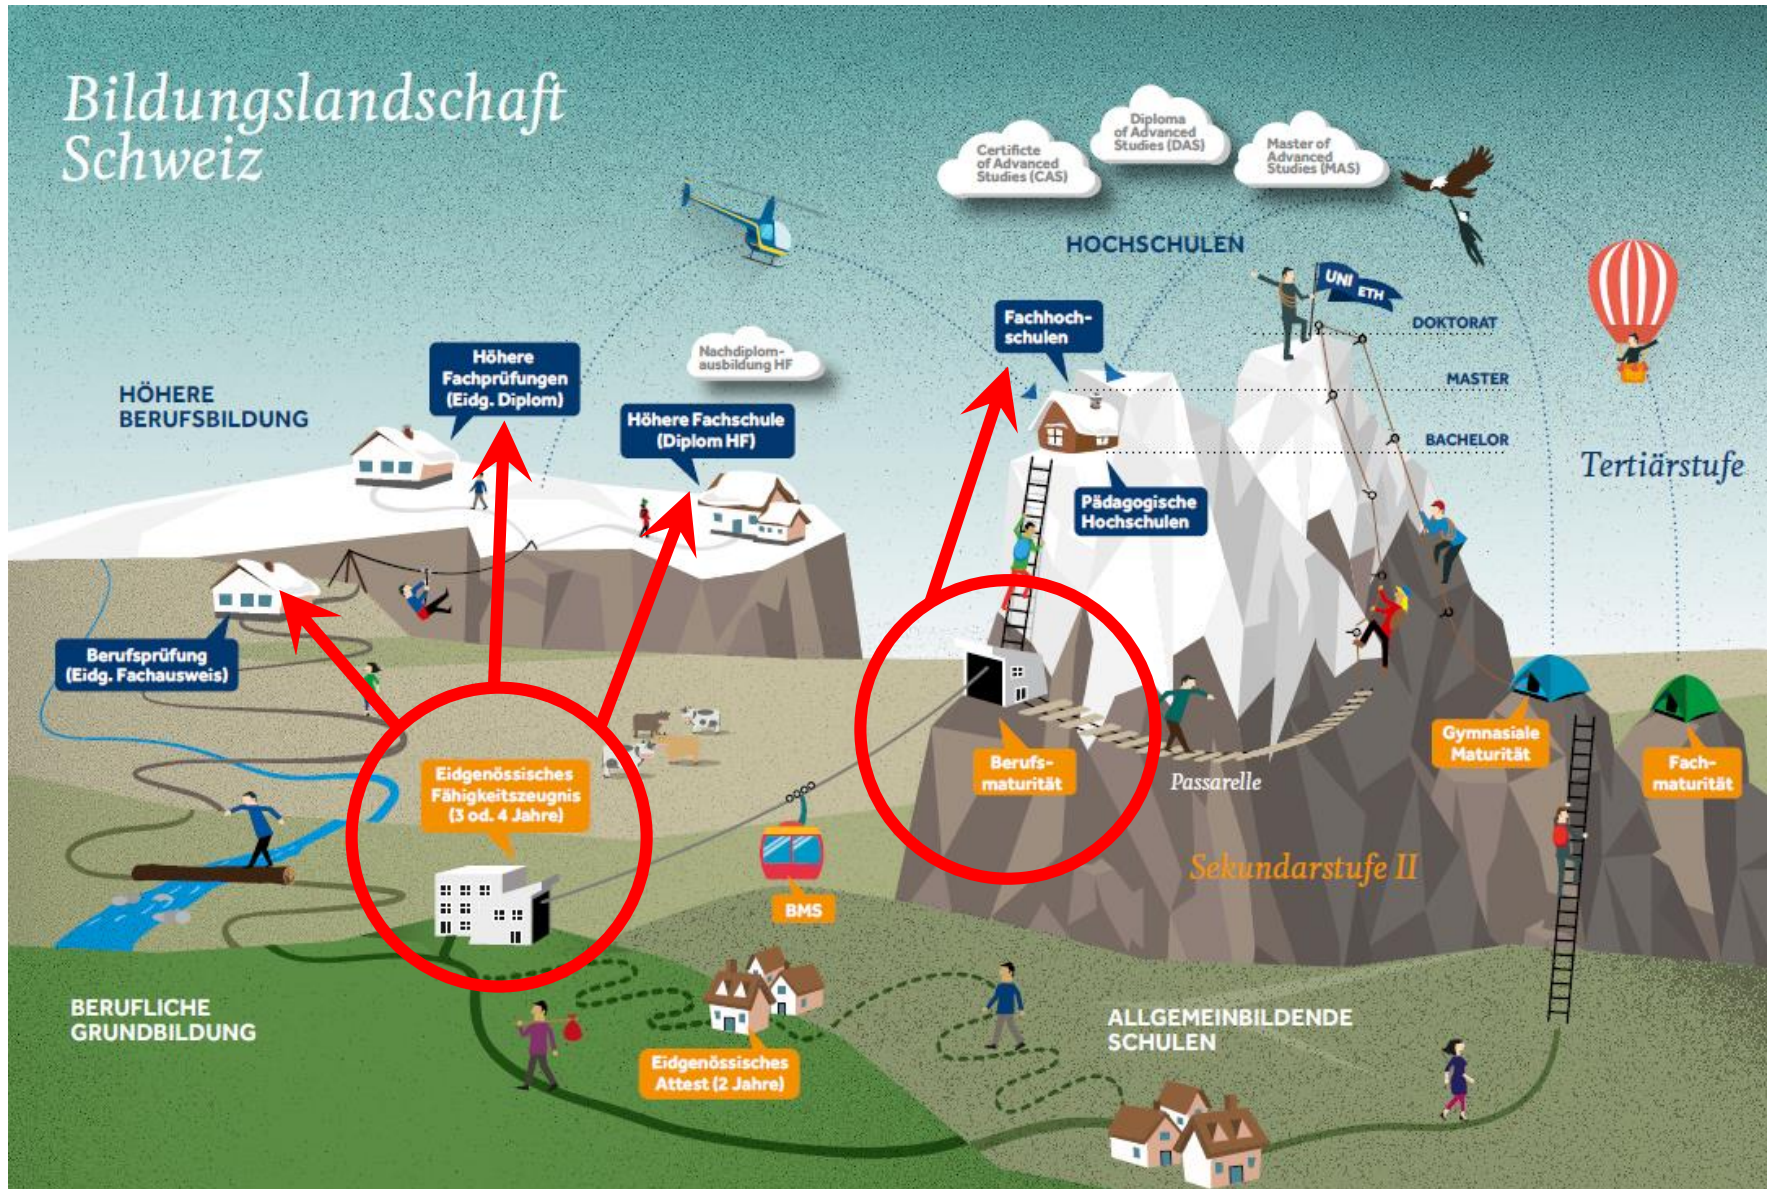 Bildungslandschaft
Schweiz
Certificte
of Advanced
Studies (CAS)
Diploma
of Advanced
Studies (DAS)
Master of
Advanced
Studies (MAS)
HOCHSCHULEN
UNI ETH
Fachhoch-
schulen
DOKTORAT
MASTER
BACHELOR
Nachdiplom-
ausbildung HF
Höhere
Fachprüfungen
(Eidg. Diplom)
HÖHERE
BERUFSBILDUNG
Höhere Fachschule
(Diplom HF)
Tertiärstufe
Pädagogische
Hochschulen
Berufsprüfung
(Eidg. Fachausweis)
Eidgenössisches
Fähigkeitszeugnis
(3 od. 4 Jahre)
Berufs-
maturität
Passarelle
Gymnasiale
Maturität
Fach-
maturität
Sekundarstufe II
BMS
BERUFLICHE
GRUNDBILDUNG
Eidgenössisches
Attest (2 Jahre)
ALLGEMEINBILDENDE
SCHULEN